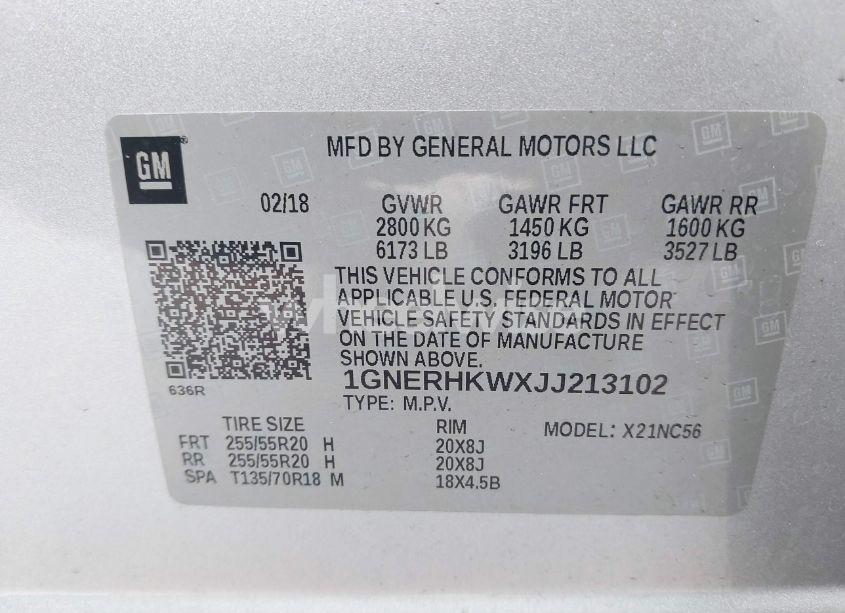 GM
MFD BY GENERAL MOTORS LLC
02/18 GVWR GAWR FRT GAWR RR
2800 KG 1450 KG 1600 KG
6173 LB 3196 LB 3527 LB
THIS VEHICLE CONFORMS TO ALL
APPLICABLE U.S. FEDERAL MOTOR
VEHICLE SAFETY STANDARDS IN EFFECT
ON THE DATE OF MANUFACTURE
SHOWN ABOVE.
636R
1GNERHKWXJJ213102
TYPE: M.P.V.
TIRE SIZE RIM MODEL: X21NC56
FRT 255/55R20 H 20X8J
RR 255/55R20 H 20X8J
SPA T135/70R18 M 18X4.5B